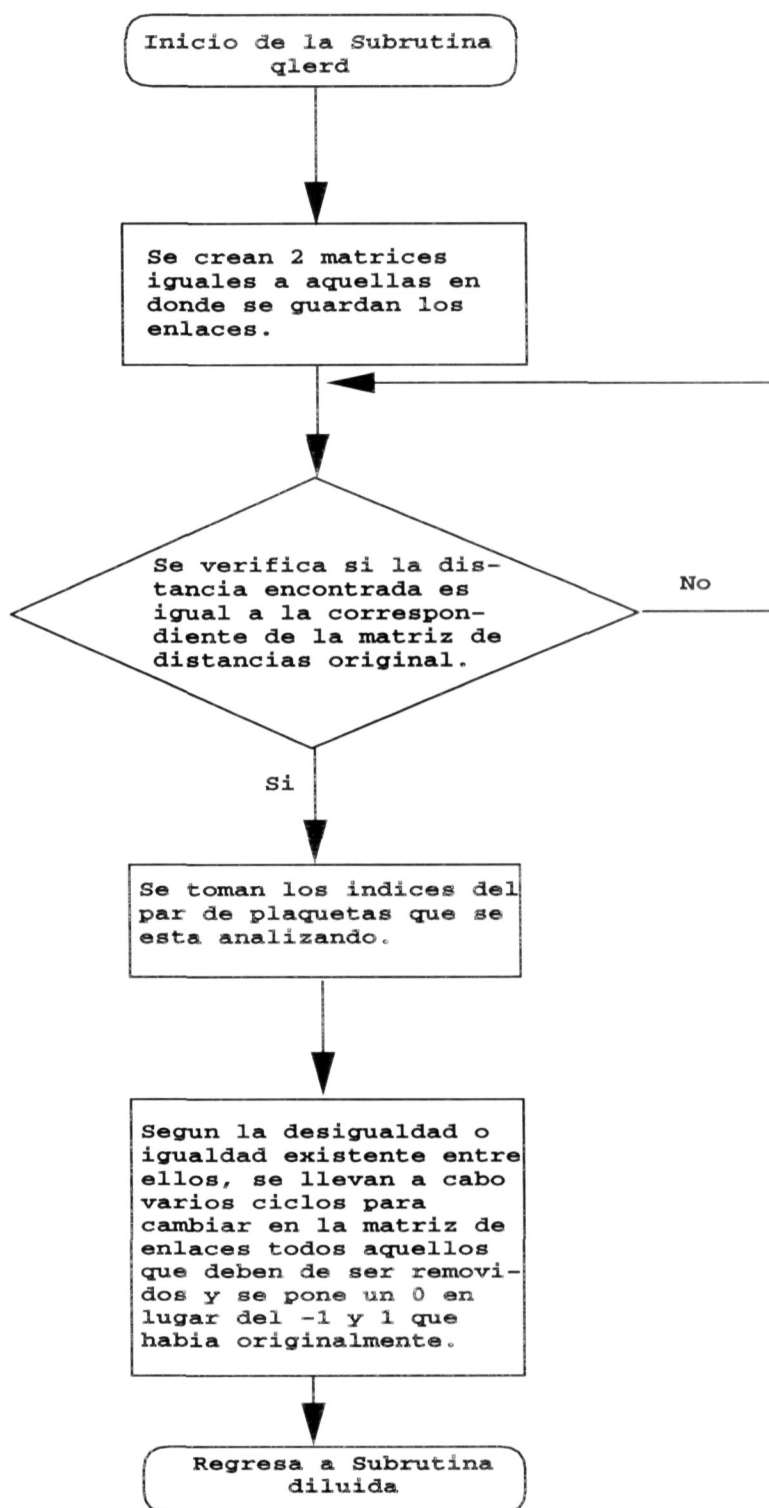 Inicio de la Subrutina
qlerd
Se crean 2 matrices
iguales a aquellas en
donde se guardan los
enlaces.
Se verifica si la dis-
tancia encontrada es
igual a la correspon-
diente de la matriz de
distancias original.
No
Si
Se toman los indices del
par de plaquetas que se
esta analizando.
Segun la desigualdad o
igualdad existente entre
ellos, se llevan a cabo
varios ciclos para
cambiar en la matriz de
enlaces todos aquellos
que deben de ser removi-
dos y se pone un 0 en
lugar del -1 y 1 que
habia originalmente.
Regresa a Subrutina
diluida